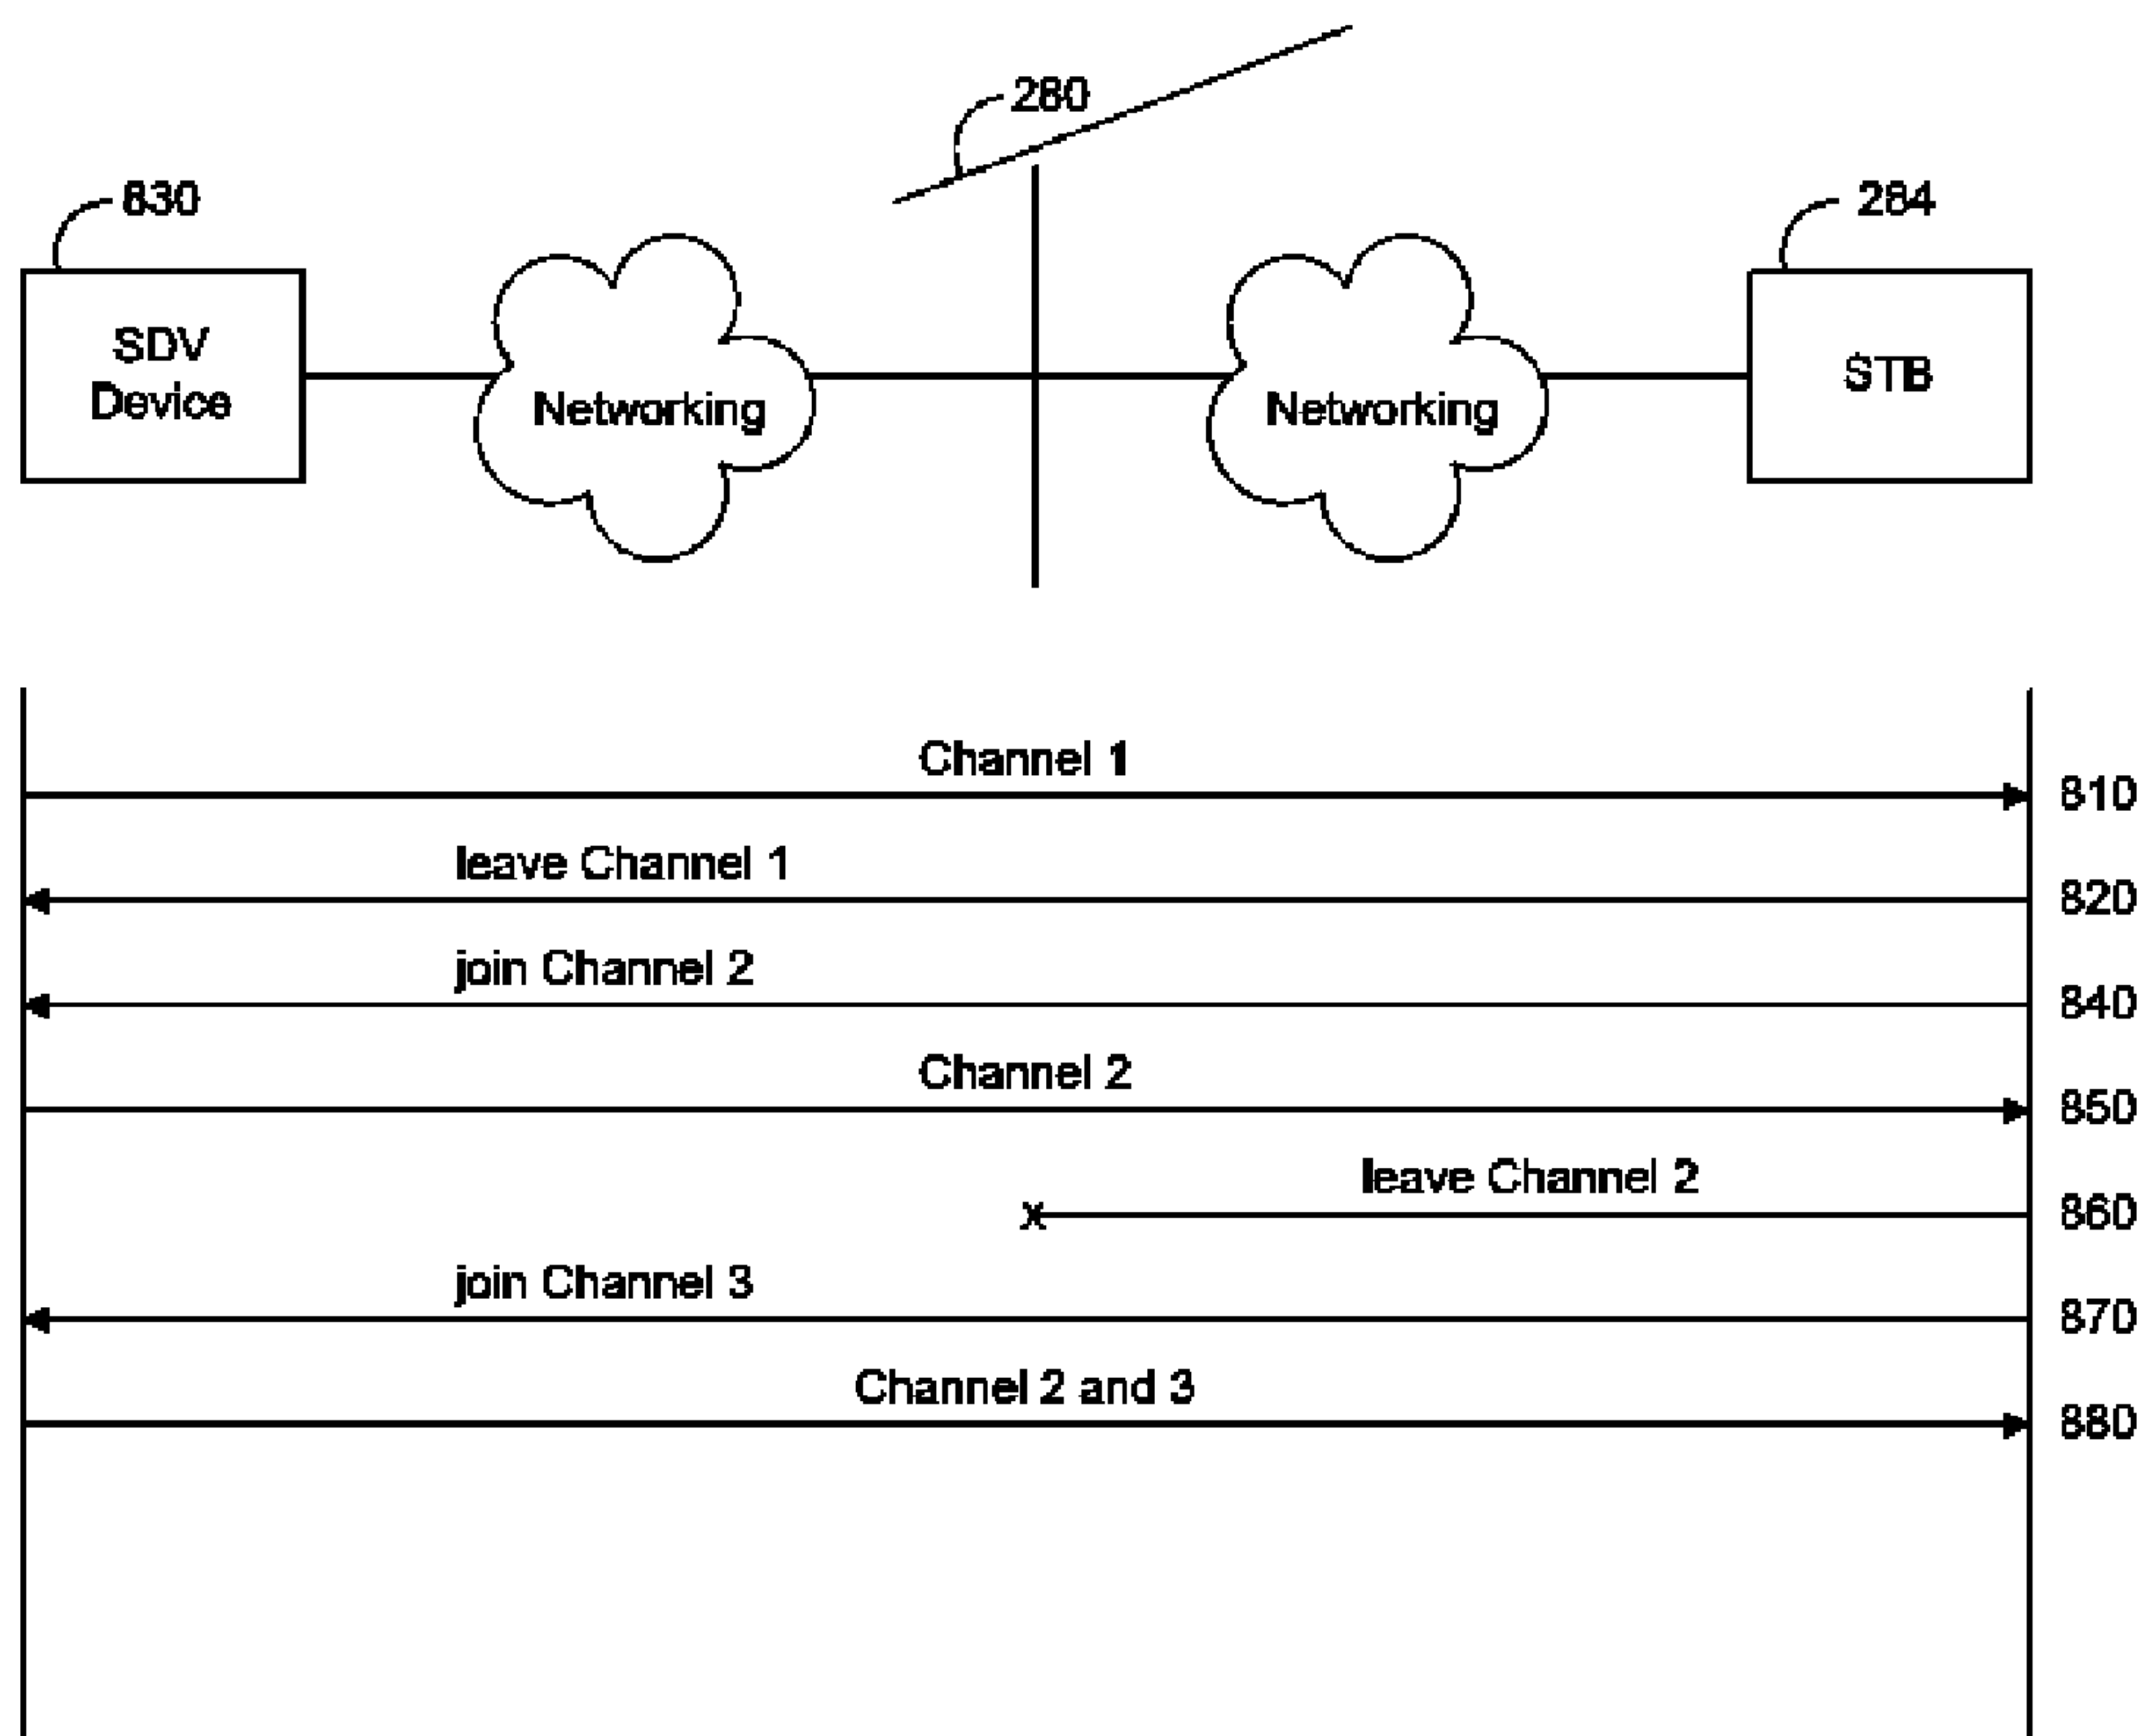 280
830
284
SDV
Device
Networking
Networking
STB
Channel 1
810
leave Channel 1
820
join Channel 2
840
Channel 2
850
leave Channel 2
860
join Channel 3
870
Channel 2 and 3
880